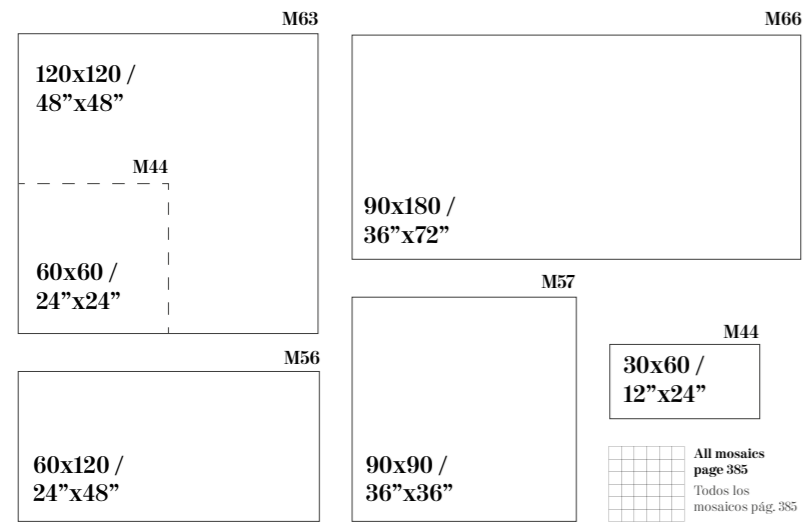 M63
120x120 /
48”x48”
M44
60x60 /
24”x24”
M66
90x180 /
36”x72”
M56
60x120 /
24”x48”
M57
90x90 /
36”x36”
M44
30x60 /
12”x24”
All mosaics
page 385
Todos los
mosaicos pág. 385